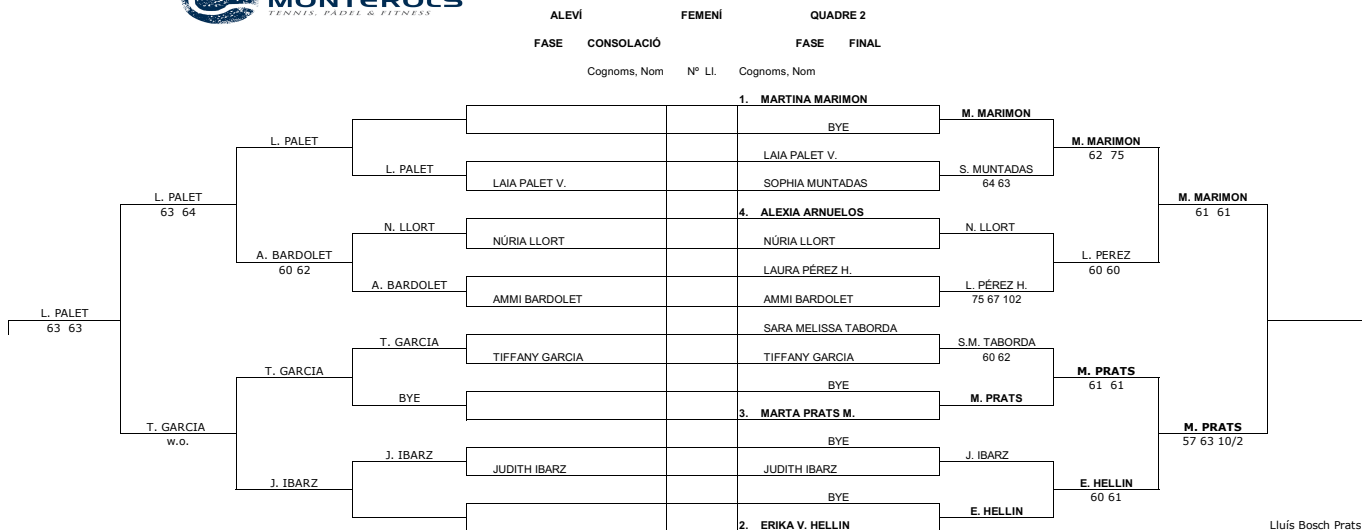 MONTEROLS
TENNIS, PÀDEL & FITNESS
ALEVÍ FEMENÍ QUADRE 2
FASE CONSOLACIÓ FASE FINAL
Cognoms, Nom Nº Ll. Cognoms, Nom
1. MARTINA MARIMON
M. MARIMON
BYE
L. PALET M. MARIMON
62 75
LAIA PALET V.
L. PALET S. MUNTADAS
LAIA PALET V. SOPHIA MUNTADAS 64 63
L. PALET M. MARIMON
63 64 61 61
4. ALEXIA ARNUELOS
N. LLORT N. LLORT
NÚRIA LLORT NÚRIA LLORT
A. BARDOLET L. PEREZ
60 62 LAURA PÉREZ H. 60 60
A. BARDOLET L. PÉREZ H.
AMMI BARDOLET AMMI BARDOLET 75 67 102
L. PALET
63 63 SARA MELISSA TABORDA
T. GARCIA S.M. TABORDA
TIFFANY GARCIA TIFFANY GARCIA 60 62
T. GARCIA M. PRATS
BYE 61 61
BYE M. PRATS
3. MARTA PRATS M.
T. GARCIA M. PRATS
w.o. BYE 57 63 10/2
J. IBARZ J. IBARZ
JUDITH IBARZ JUDITH IBARZ
J. IBARZ E. HELLIN
BYE 60 61
E. HELLIN
2. ERIKA V. HELLIN Lluís Bosch Prats